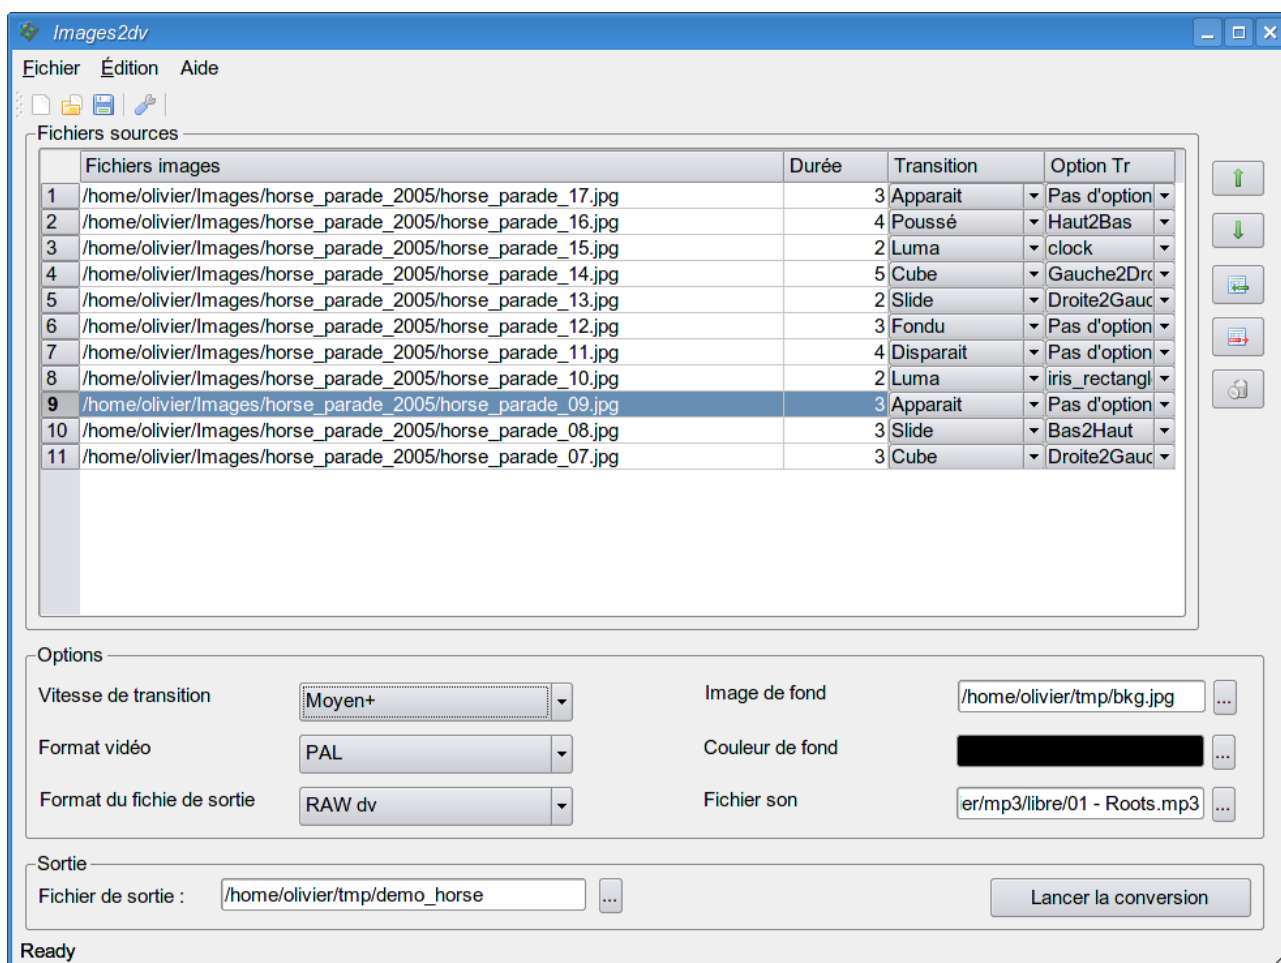 Images2dv
Fichier Édition Aide
Fichiers sources
Fichiers images Durée Transition Option Tr
1 /home/olivier/Images/horse_parade_2005/horse_parade_17.jpg 3 Apparait Pas d'option
2 /home/olivier/Images/horse_parade_2005/horse_parade_16.jpg 4 Poussé Haut2Bas
3 /home/olivier/Images/horse_parade_2005/horse_parade_15.jpg 2 Luma clock
4 /home/olivier/Images/horse_parade_2005/horse_parade_14.jpg 5 Cube Gauche2Dro
5 /home/olivier/Images/horse_parade_2005/horse_parade_13.jpg 2 Slide Droite2Gauc
6 /home/olivier/Images/horse_parade_2005/horse_parade_12.jpg 3 Fondu Pas d'option
7 /home/olivier/Images/horse_parade_2005/horse_parade_11.jpg 4 Disparait Pas d'option
8 /home/olivier/Images/horse_parade_2005/horse_parade_10.jpg 2 Luma iris_rectangl
9 /home/olivier/Images/horse_parade_2005/horse_parade_09.jpg 3 Apparait Pas d'option
10 /home/olivier/Images/horse_parade_2005/horse_parade_08.jpg 3 Slide Bas2Haut
11 /home/olivier/Images/horse_parade_2005/horse_parade_07.jpg 3 Cube Droite2Gauc
Options
Vitesse de transition Moyen+ Image de fond /home/olivier/tmp/bkg.jpg ...
Format vidéo PAL Couleur de fond ...
Format du fichie de sortie RAW dv Fichier son ier/mp3/libre/01 - Roots.mp3 ...
Sortie
Fichier de sortie : /home/olivier/tmp/demo_horse ... Lancer la conversion
Ready